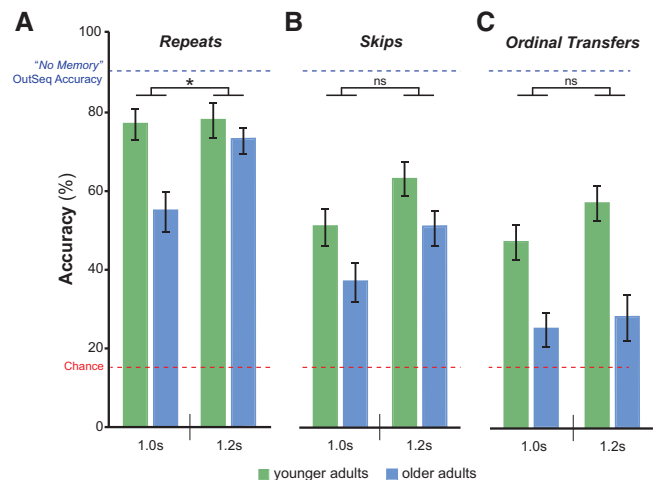 A
B
C
Repeats
Skips
Ordinal Transfers
100
80
60
40
20
0
Accuracy (%)
"No Memory"
OutSeq Accuracy
Chance
*
ns
ns
1.0s 1.2s
1.0s 1.2s
1.0s 1.2s
younger adults older adults